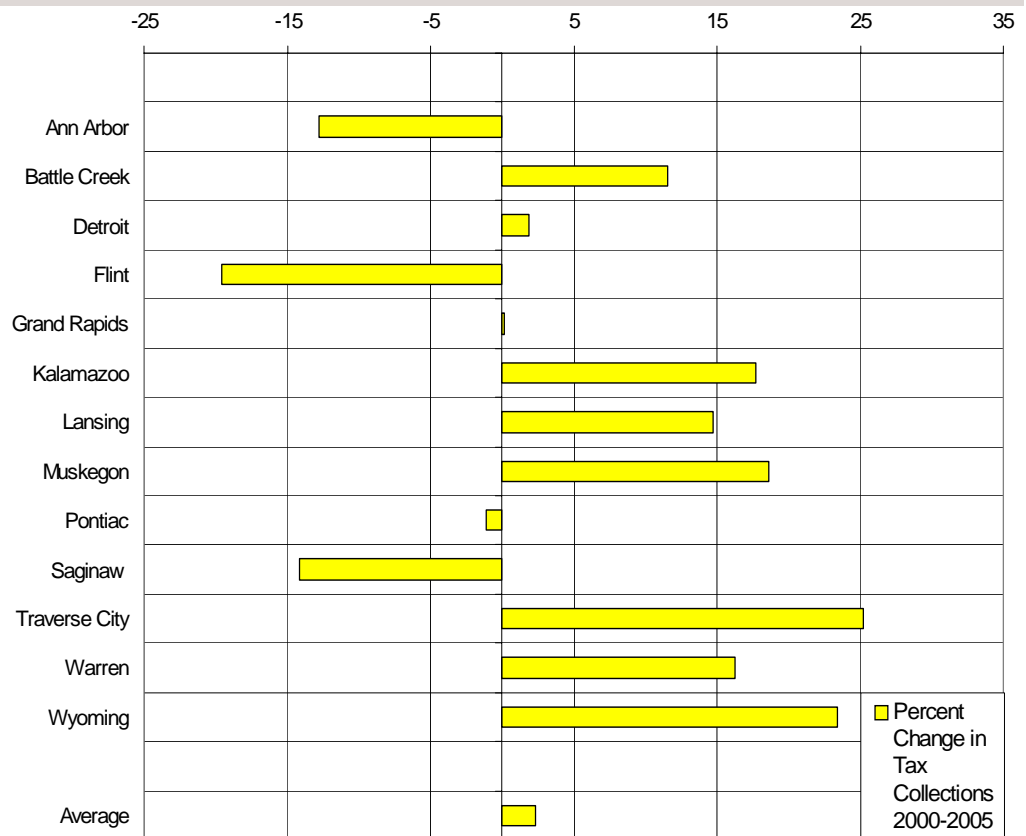 -25 -15 -5 5 15 25 35
Ann Arbor
Battle Creek
Detroit
Flint
Grand Rapids
Kalamazoo
Lansing
Muskegon
Pontiac
Saginaw
Traverse City
Warren
Wyoming
Average
Percent
Change in
Tax
Collections
2000-2005